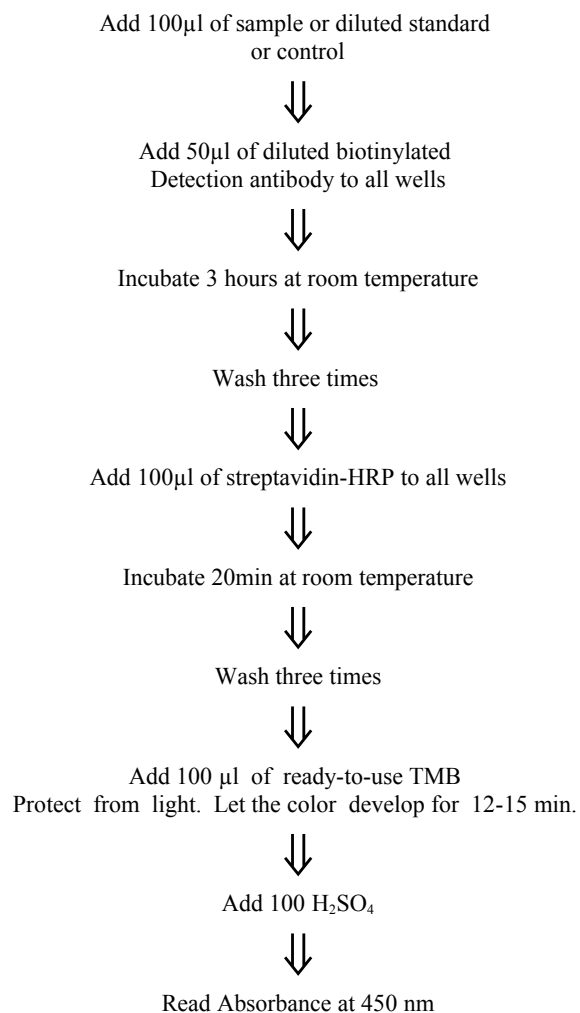 Add 100µl of sample or diluted standard
or control
Add 50µl of diluted biotinylated
Detection antibody to all wells
Incubate 3 hours at room temperature
Wash three times
Add 100µl of streptavidin-HRP to all wells
Incubate 20min at room temperature
Wash three times
Add 100 µl of ready-to-use TMB
Protect from light. Let the color develop for 12-15 min.
Add 100 H₂SO₄
Read Absorbance at 450 nm